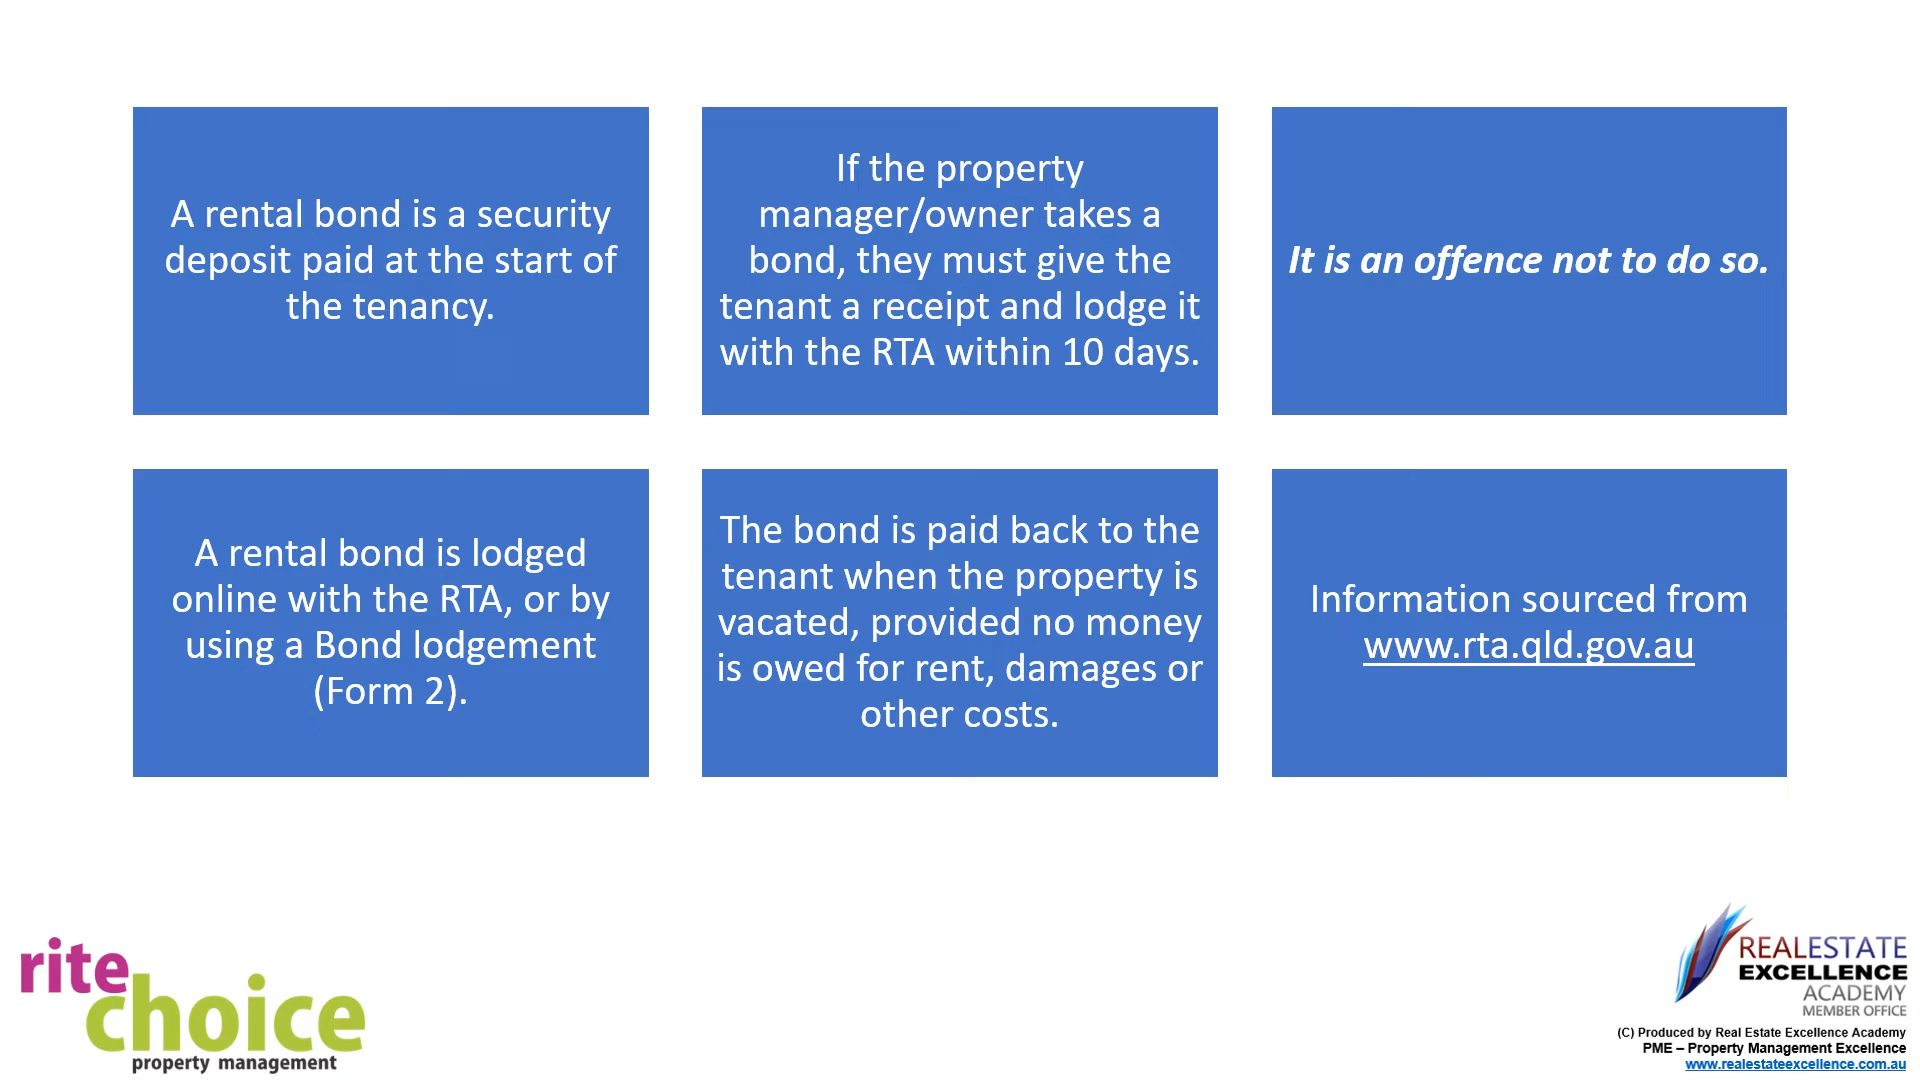 A rental bond is a security
deposit paid at the start of
the tenancy.
If the property
manager/owner takes a
bond, they must give the
tenant a receipt and lodge it
with the RTA within 10 days.
It is an offence not to do so.
A rental bond is lodged
online with the RTA, or by
using a Bond lodgement
(Form 2).
The bond is paid back to the
tenant when the property is
vacated, provided no money
is owed for rent, damages or
other costs.
Information sourced from
www.rta.qld.gov.au
rite
choice
property management
REALESTATE
EXCELLENCE
ACADEMY
MEMBER OFFICE
(C) Produced by Real Estate Excellence Academy
PME – Property Management Excellence
www.realestateexcellence.com.au